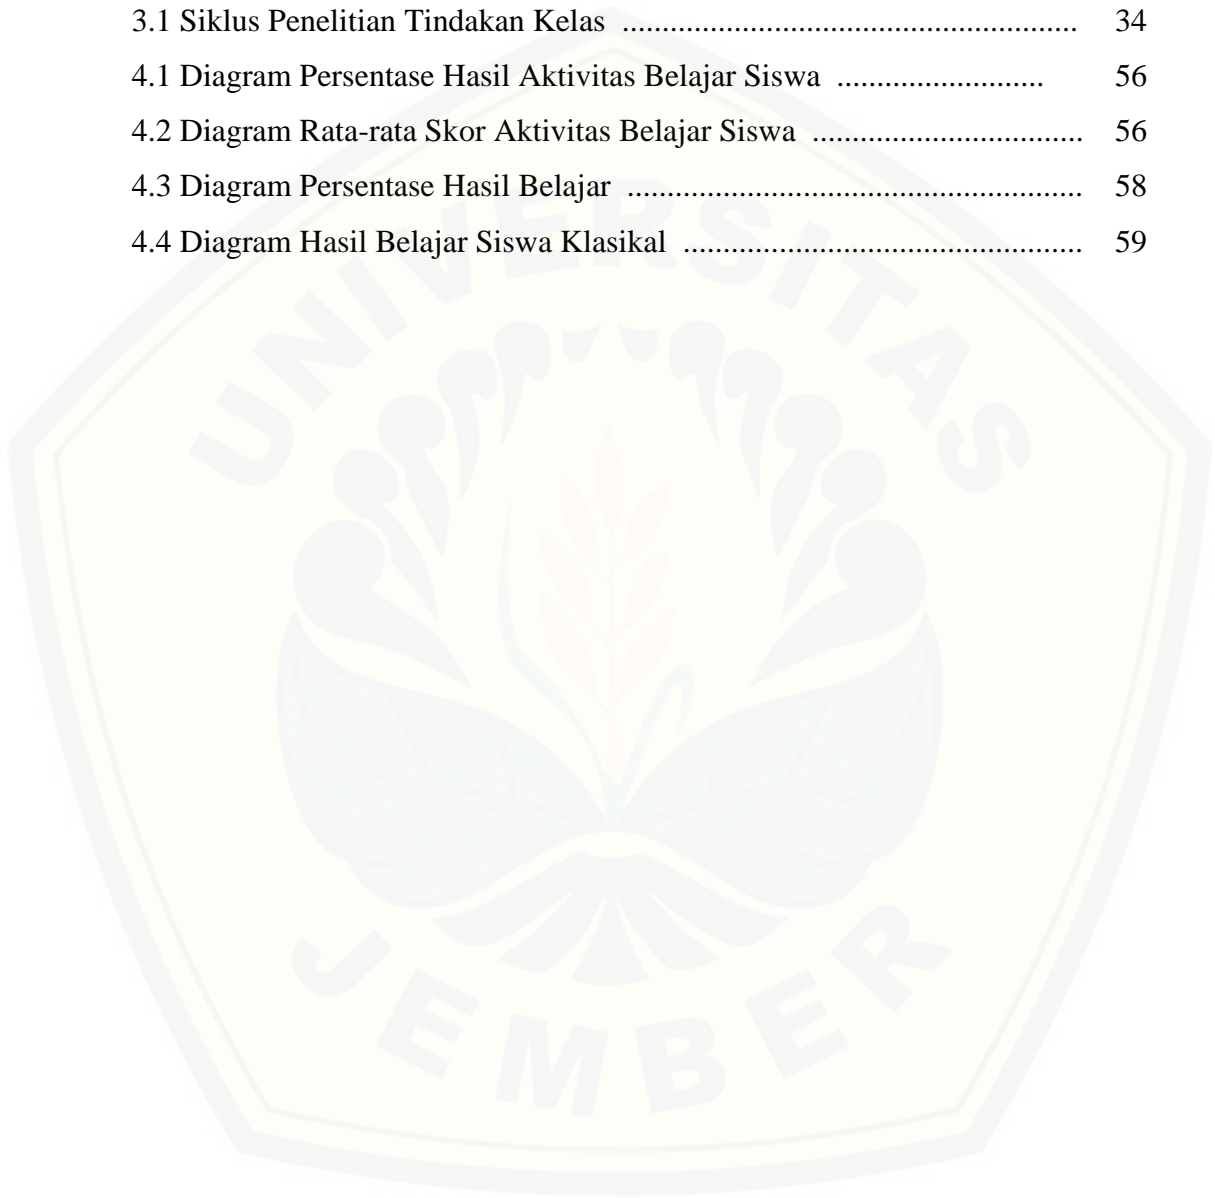 3.1 Siklus Penelitian Tindakan Kelas ......................................................... 34
4.1 Diagram Persentase Hasil Aktivitas Belajar Siswa .......................... 56
4.2 Diagram Rata-rata Skor Aktivitas Belajar Siswa .................................. 56
4.3 Diagram Persentase Hasil Belajar ......................................................... 58
4.4 Diagram Hasil Belajar Siswa Klasikal .................................................. 59
UNIVERSITAS
JEMBER